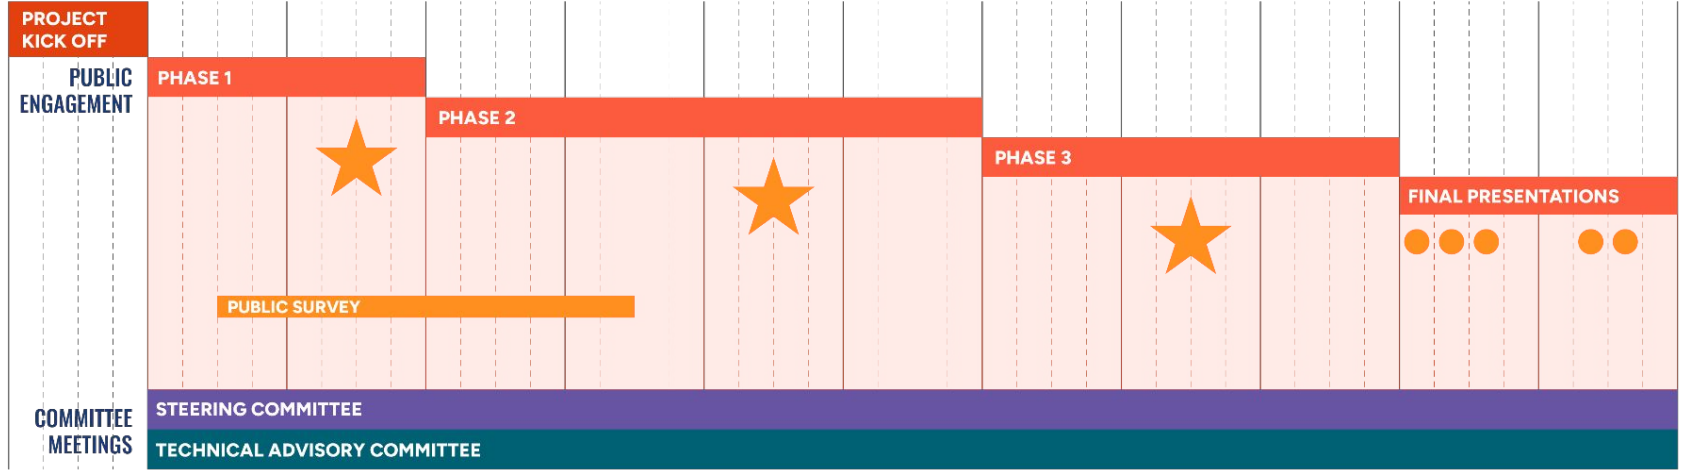 PROJECT
KICK OFF
PUBLIC
ENGAGEMENT
PHASE 1
PHASE 2
PHASE 3
FINAL PRESENTATIONS
PUBLIC SURVEY
COMMITTEE
MEETINGS
STEERING COMMITTEE
TECHNICAL ADVISORY COMMITTEE